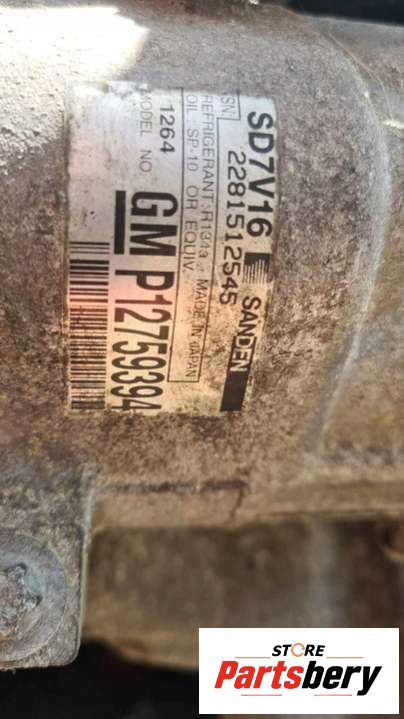 SD7V16 SANDEN
SN. 2281512545
REFRIGERANT: R1343 MADE IN JAPAN
OIL: SP-10 OR EQUIV.
1264
MODEL NO.
GM P12759394
STORE
Partsbery